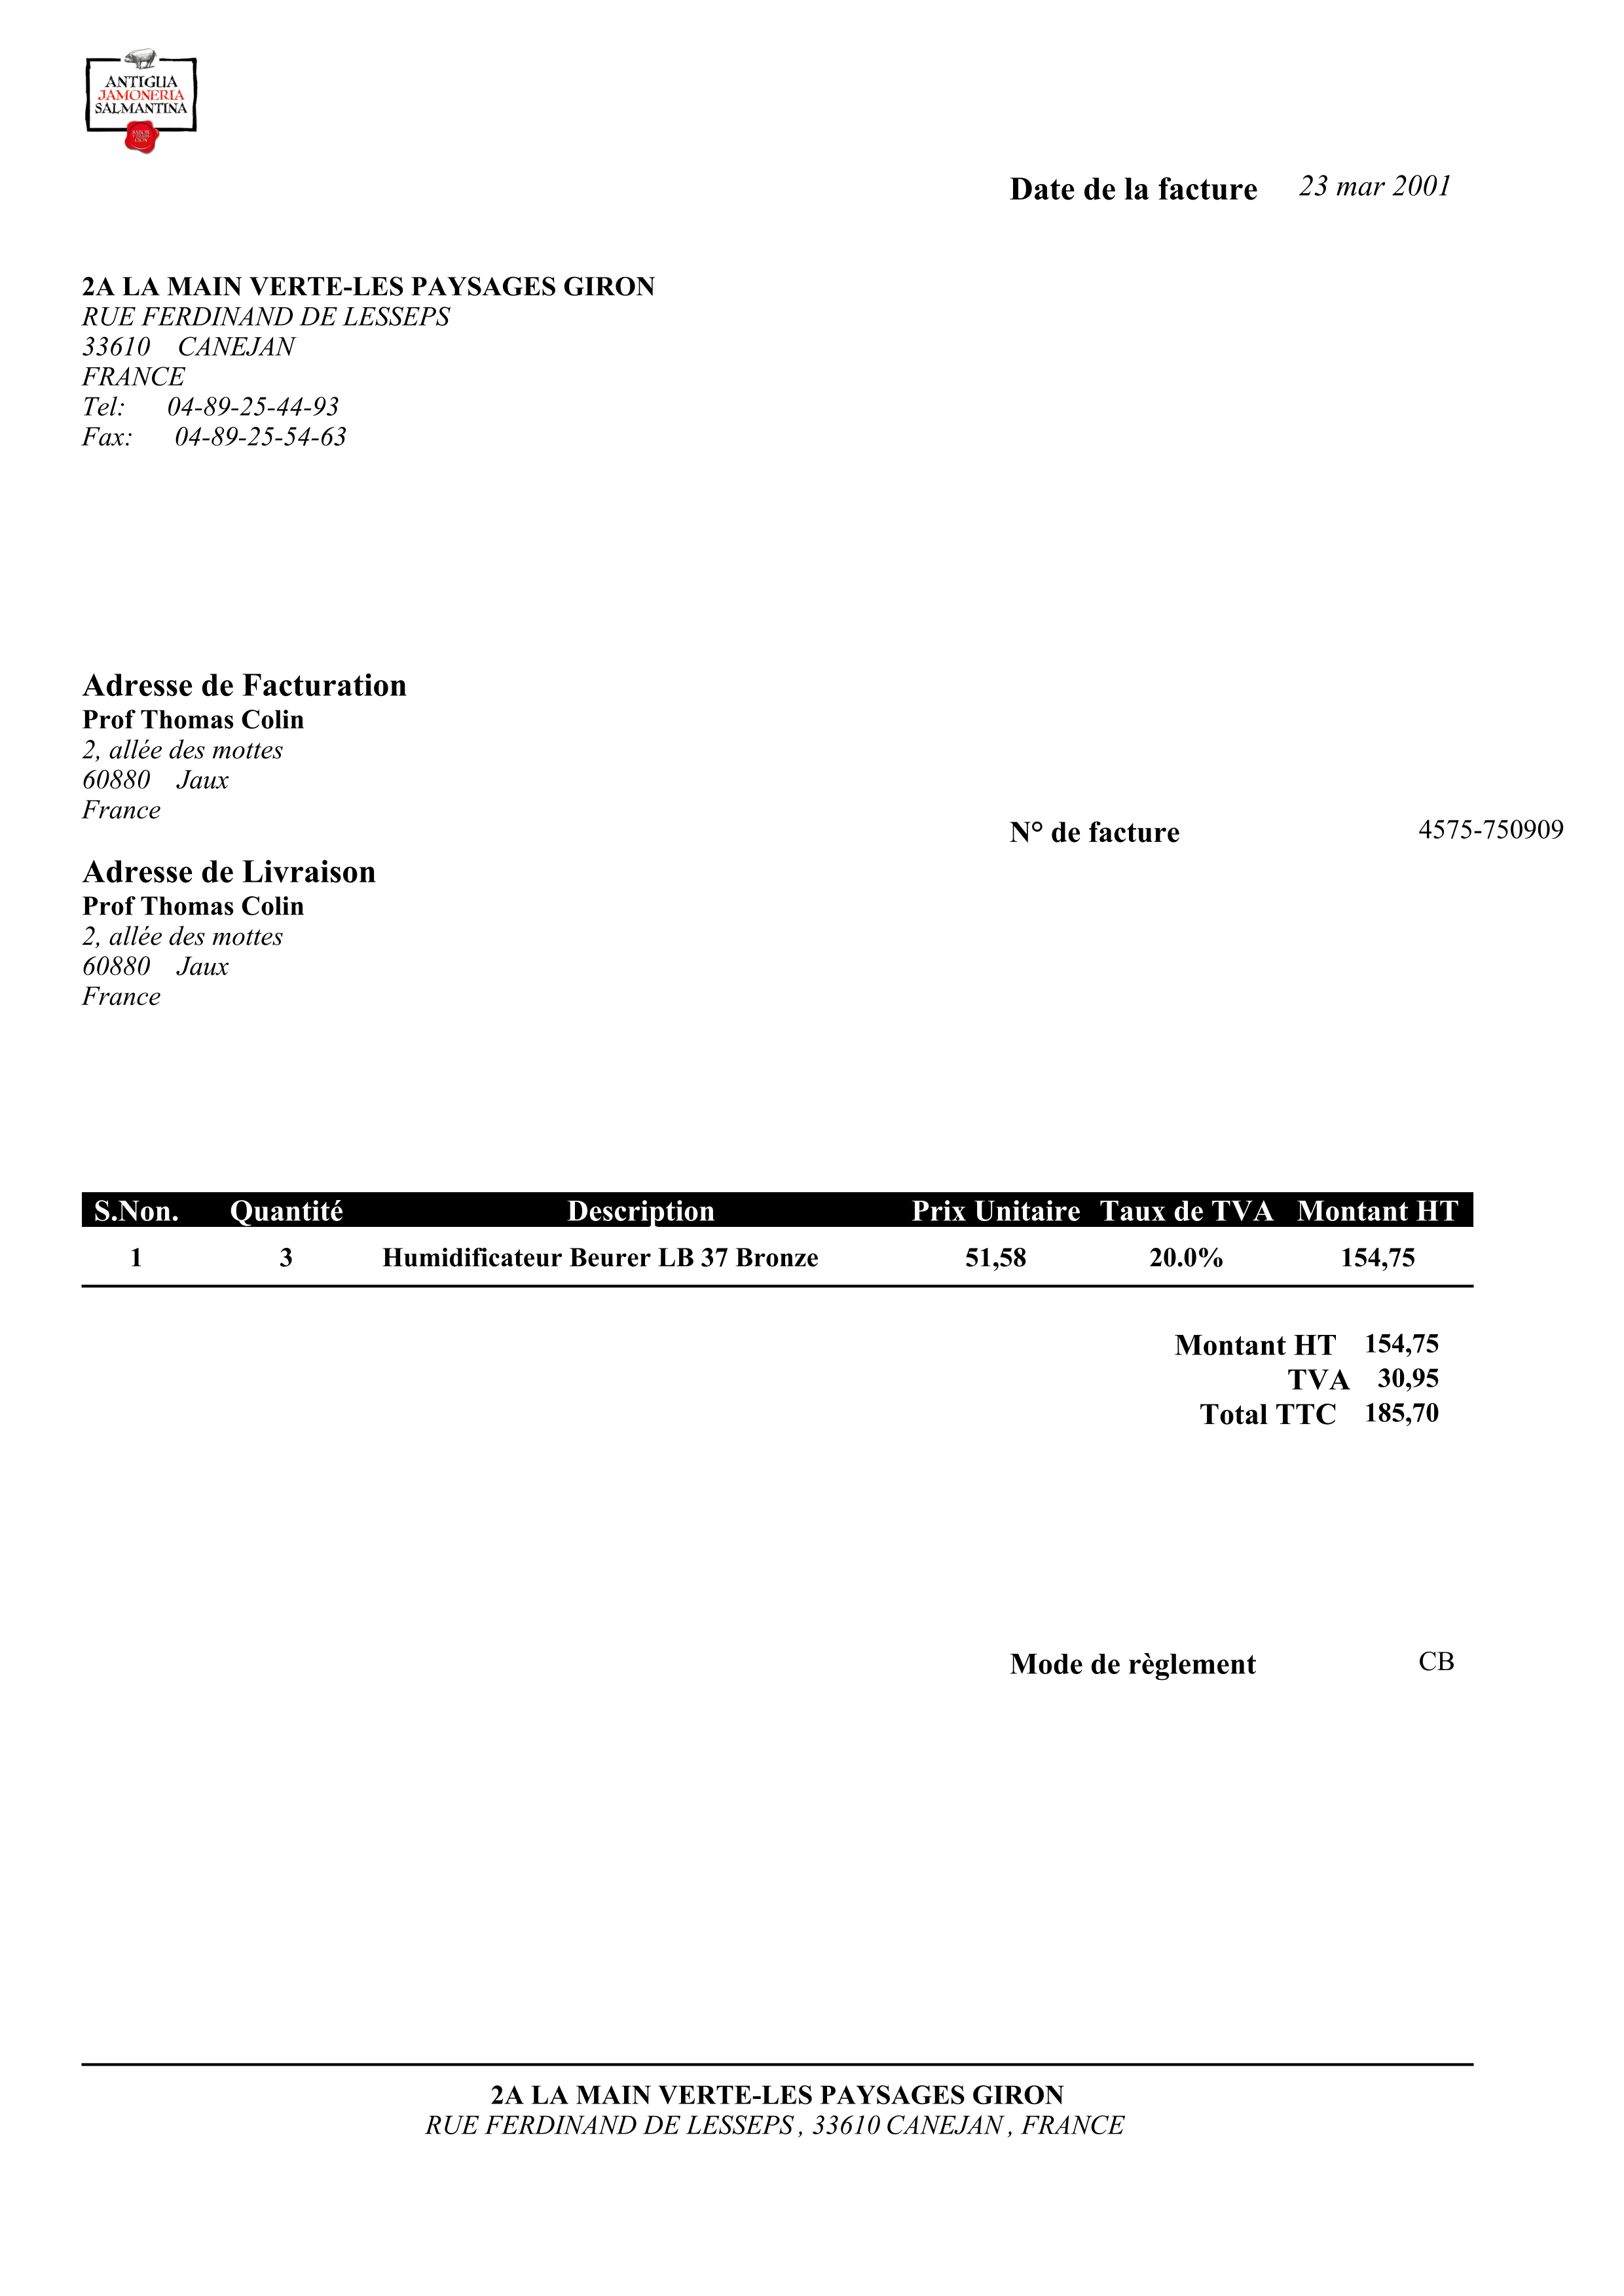 ANTIGUA
JAMONERIA
SALMANTINA
Date de la facture 23 mar 2001
2A LA MAIN VERTE-LES PAYSAGES GIRON
RUE FERDINAND DE LESSEPS
33610 CANEJAN
FRANCE
Tel: 04-89-25-44-93
Fax: 04-89-25-54-63
Adresse de Facturation
Prof Thomas Colin
2, allée des mottes
60880 Jaux
France
N° de facture 4575-750909
Adresse de Livraison
Prof Thomas Colin
2, allée des mottes
60880 Jaux
France
S.Non. Quantité Description Prix Unitaire Taux de TVA Montant HT
1 3 Humidificateur Beurer LB 37 Bronze 51,58 20.0% 154,75
Montant HT 154,75
TVA 30,95
Total TTC 185,70
Mode de règlement CB
2A LA MAIN VERTE-LES PAYSAGES GIRON
RUE FERDINAND DE LESSEPS , 33610 CANEJAN , FRANCE